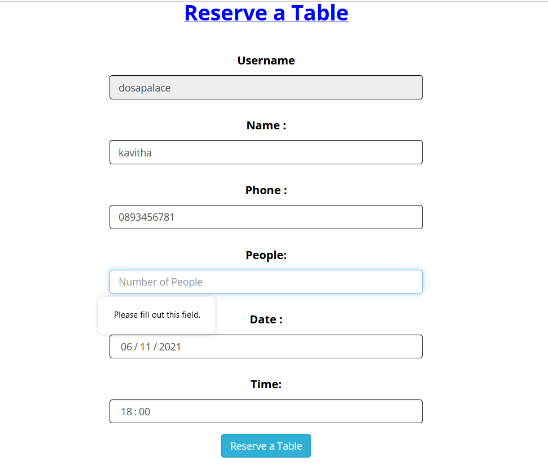 Reserve a Table
Username
dosapalace
Name :
kavitha
Phone :
0893456781
People:
Number of People
Please fill out this field.
Date :
06 / 11 / 2021
Time:
18 : 00
Reserve a Table